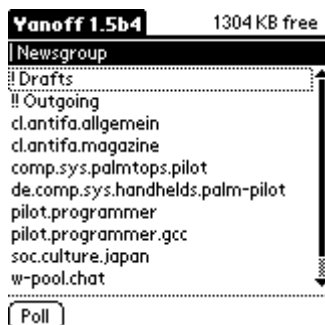 Yanoff 1.5b4 1304 KB free
Newsgroup
! Drafts
!! Outgoing
cl.antifa.allgemein
cl.antifa.magazine
comp.sys.palmtops.pilot
de.comp.sys.handhelds.palm-pilot
pilot.programmer
pilot.programmer.gcc
soc.culture.japan
w-pool.chat
Poll